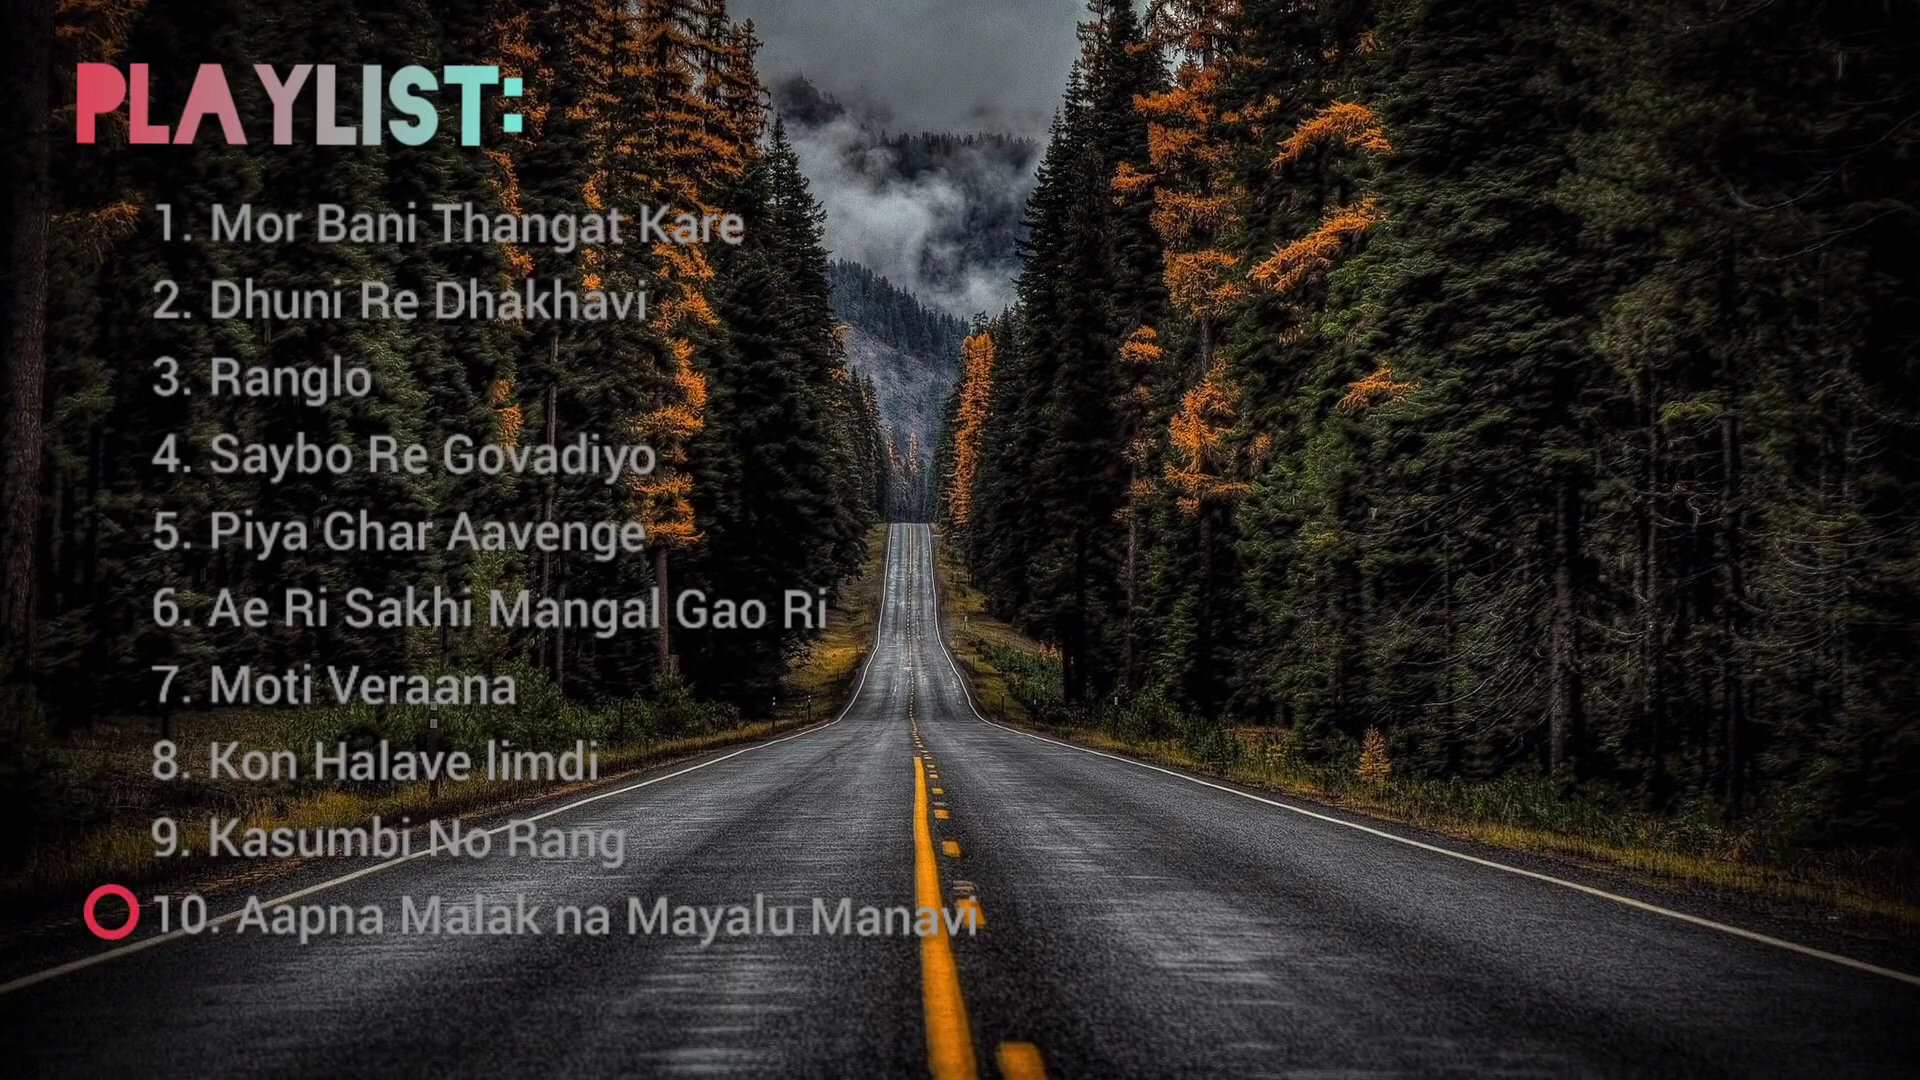 PLAYLIST:
1. Mor Bani Thangat Kare
2. Dhuni Re Dhakhavi
3. Ranglo
4. Saybo Re Govadiyo
5. Piya Ghar Aavenge
6. Ae Ri Sakhi Mangal Gao Ri
7. Moti Veraana
8. Kon Halave limdi
9. Kasumbi No Rang
10. Aapna Malak na Mayalu Manavi